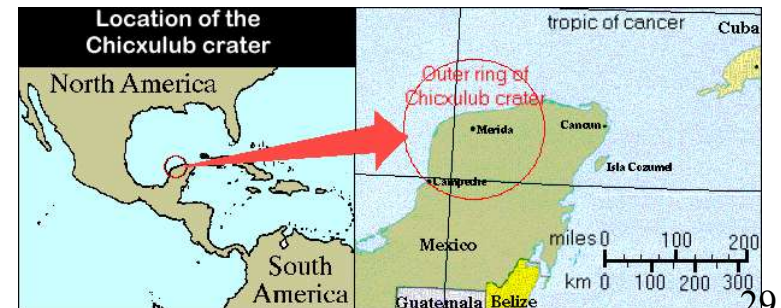 Location of the
Chicxulub crater
North America
South
America
tropic of cancer
Cuba
Outer ring of
Chicxulub crater
Merida
Cancun
Isla Cozumel
Campeche
Mexico
miles 0 100 200
km 0 100 200 300
Guatemala Belize
29